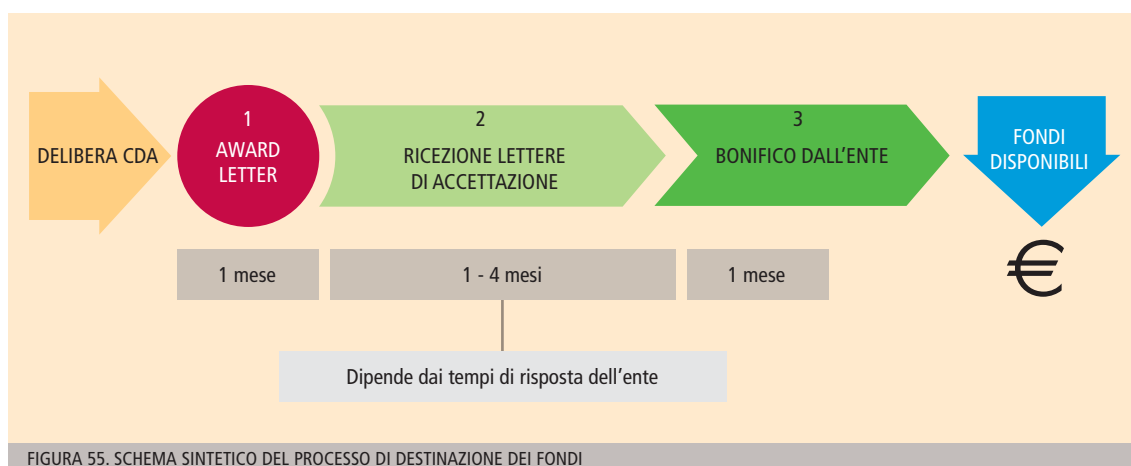 DELIBERA CDA
1
AWARD
LETTER
2
RICEZIONE LETTERE
DI ACCETTAZIONE
3
BONIFICO DALL'ENTE
FONDI
DISPONIBILI
€
1 mese
1 - 4 mesi
1 mese
Dipende dai tempi di risposta dell'ente
FIGURA 55. SCHEMA SINTETICO DEL PROCESSO DI DESTINAZIONE DEI FONDI